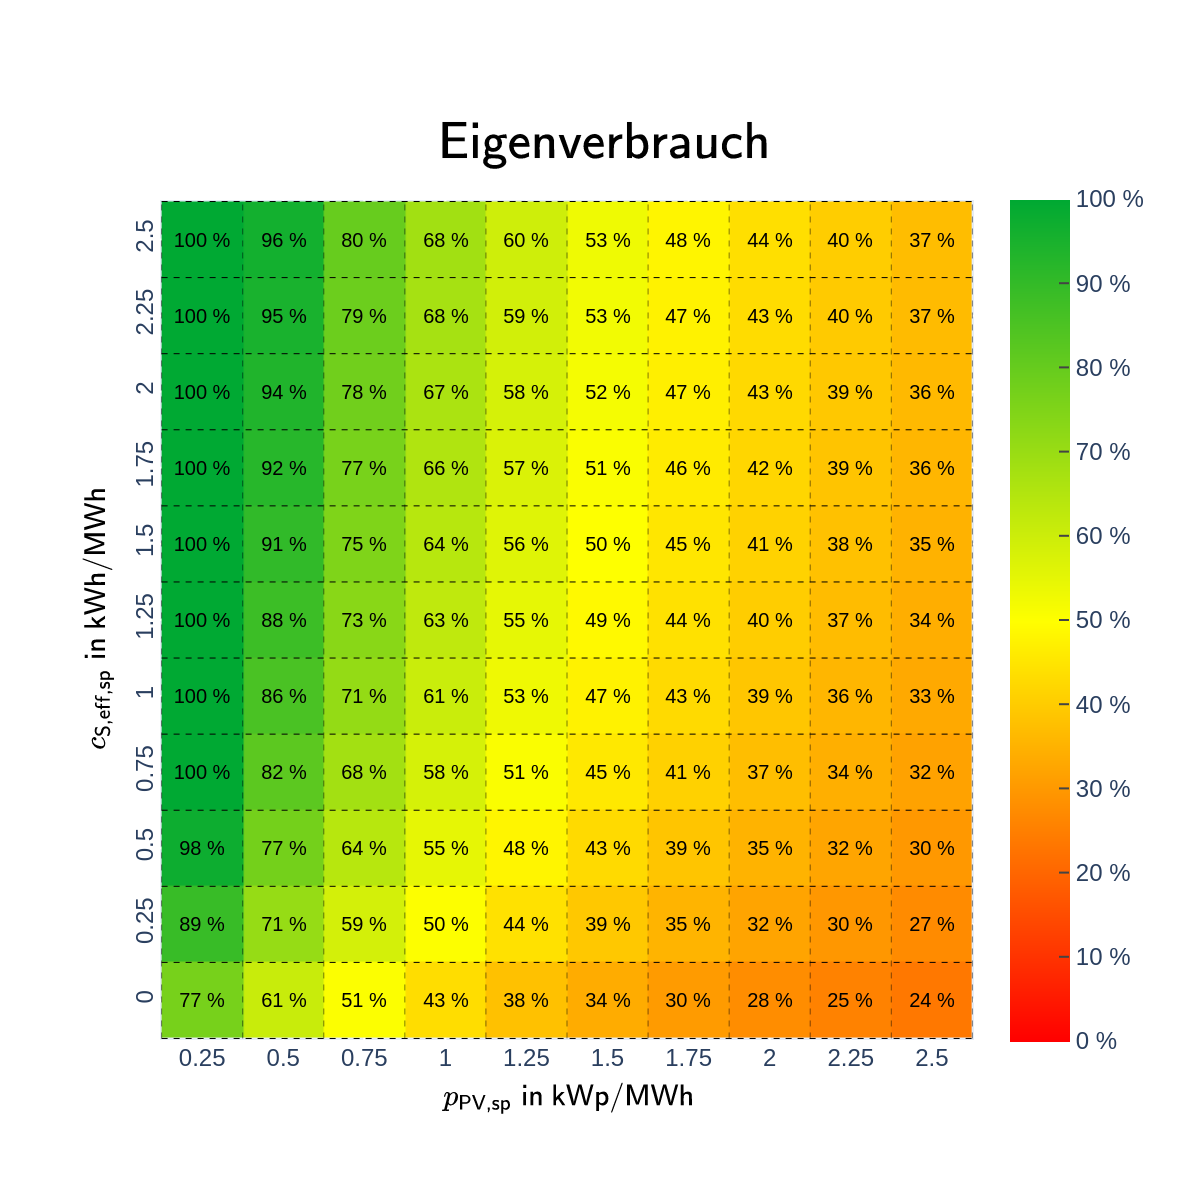 Eigenverbrauch
2.5 100 % 96 % 80 % 68 % 60 % 53 % 48 % 44 % 40 % 37 %
2.25 100 % 95 % 79 % 68 % 59 % 53 % 47 % 43 % 40 % 37 %
2 100 % 94 % 78 % 67 % 58 % 52 % 47 % 43 % 39 % 36 %
1.75 100 % 92 % 77 % 66 % 57 % 51 % 46 % 42 % 39 % 36 %
1.5 100 % 91 % 75 % 64 % 56 % 50 % 45 % 41 % 38 % 35 %
1.25 100 % 88 % 73 % 63 % 55 % 49 % 44 % 40 % 37 % 34 %
1 100 % 86 % 71 % 61 % 53 % 47 % 43 % 39 % 36 % 33 %
0.75 100 % 82 % 68 % 58 % 51 % 45 % 41 % 37 % 34 % 32 %
0.5 98 % 77 % 64 % 55 % 48 % 43 % 39 % 35 % 32 % 30 %
0.25 89 % 71 % 59 % 50 % 44 % 39 % 35 % 32 % 30 % 27 %
0 77 % 61 % 51 % 43 % 38 % 34 % 30 % 28 % 25 % 24 %
0.25 0.5 0.75 1 1.25 1.5 1.75 2 2.25 2.5
p PV,sp in kWp/MWh
c S,eff,sp in kWh/MWh
100 %
90 %
80 %
70 %
60 %
50 %
40 %
30 %
20 %
10 %
0 %